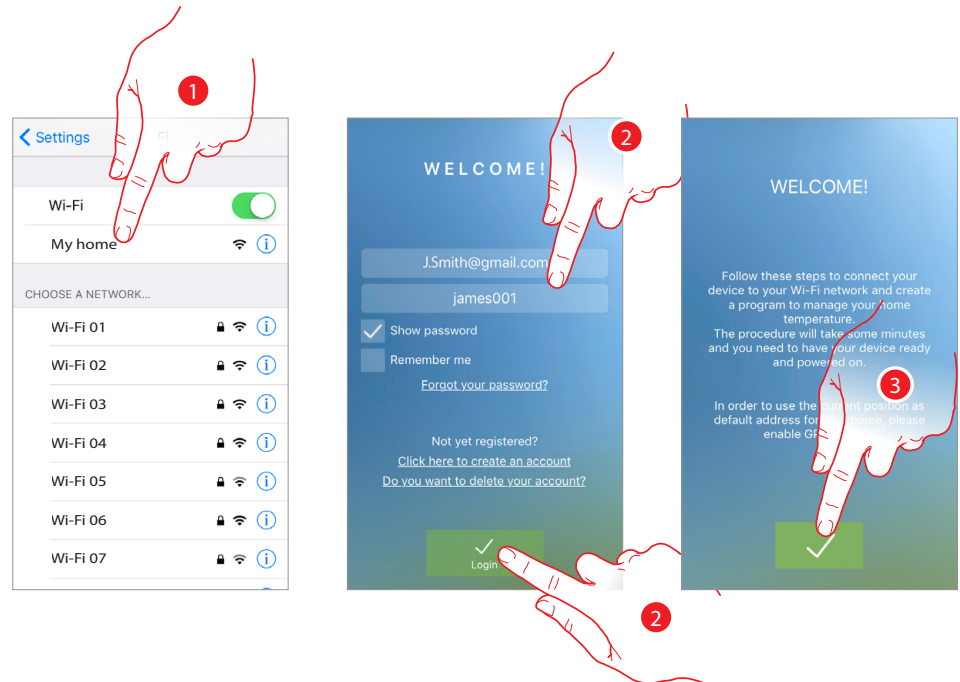 1
Settings
Wi-Fi
My home
CHOOSE A NETWORK...
Wi-Fi 01
Wi-Fi 02
Wi-Fi 03
Wi-Fi 04
Wi-Fi 05
Wi-Fi 06
Wi-Fi 07
2
WELCOME!
J.Smith@gmail.com
james001
Show password
Remember me
Forgot your password?
Not yet registered?
Click here to create an account
Do you want to delete your account?
Login
2
WELCOME!
Follow these steps to connect your
device to your Wi-Fi network and create
a program to manage your home
temperature.
The procedure will take some minutes
and you need to have your device ready
and powered on.
3
In order to use the current position as
default address for home, please
enable